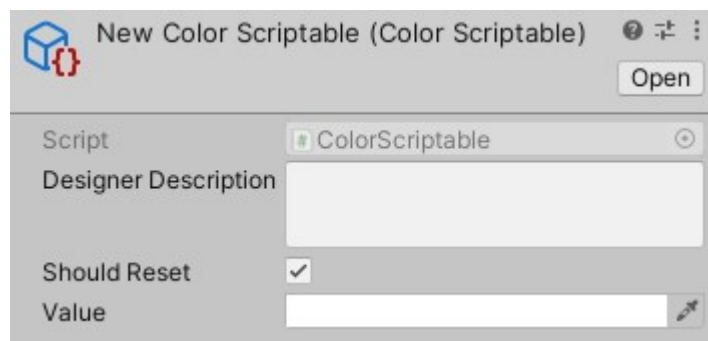 New Color Scriptable (Color Scriptable)
Open
Script
ColorScriptable
Designer Description
Should Reset
Value